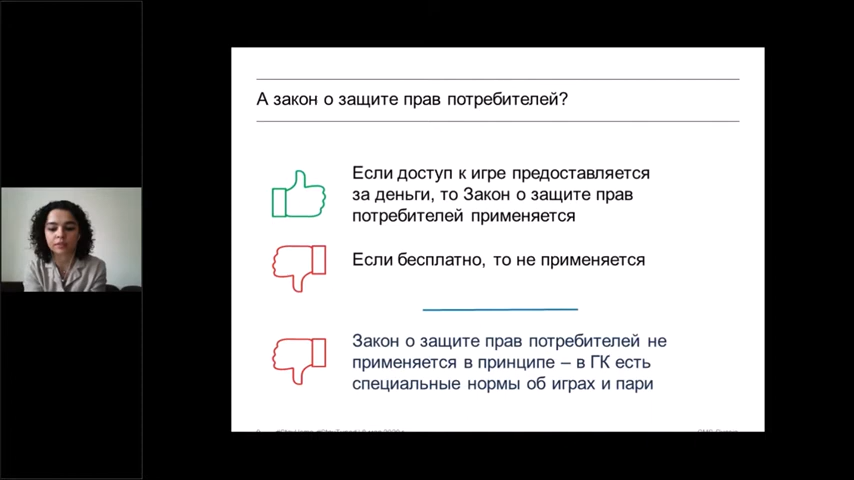 А закон о защите прав потребителей?
Если доступ к игре предоставляется
за деньги, то Закон о защите прав
потребителей применяется
Если бесплатно, то не применяется
Закон о защите прав потребителей не
применяется в принципе – в ГК есть
специальные нормы об играх и пари